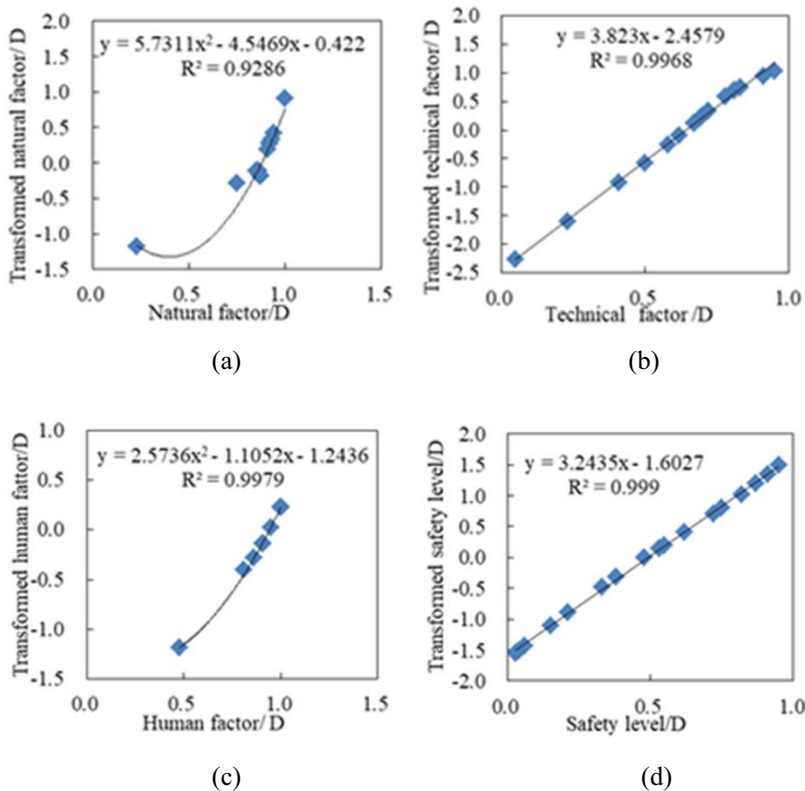 y = 5.7311x² - 4.5469x - 0.422
R² = 0.9286
Transformed natural factor/ D
2.0
1.5
1.0
0.5
0.0
-0.5
-1.0
-1.5
0.0
0.5
1.0
1.5
Natural factor/D
(a)
y = 3.823x - 2.4579
R² = 0.9968
Transformed technical factor/ D
2.0
1.5
1.0
0.5
0.0
-0.5
-1.0
-1.5
-2.0
-2.5
0.0
0.5
1.0
Technical factor /D
(b)
y = 2.5736x² - 1.1052x - 1.2436
R² = 0.9979
Transformed human fattor/D
1.0
0.5
0.0
-0.5
-1.0
-1.5
0.0
0.5
1.0
1.5
Human factor/ D
(c)
y = 3.2435x - 1.6027
R² = 0.999
Transformed safety level/D
2.0
1.5
1.0
0.5
0.0
-0.5
-1.0
-1.5
-2.0
0.0
0.5
1.0
Safety level/D
(d)